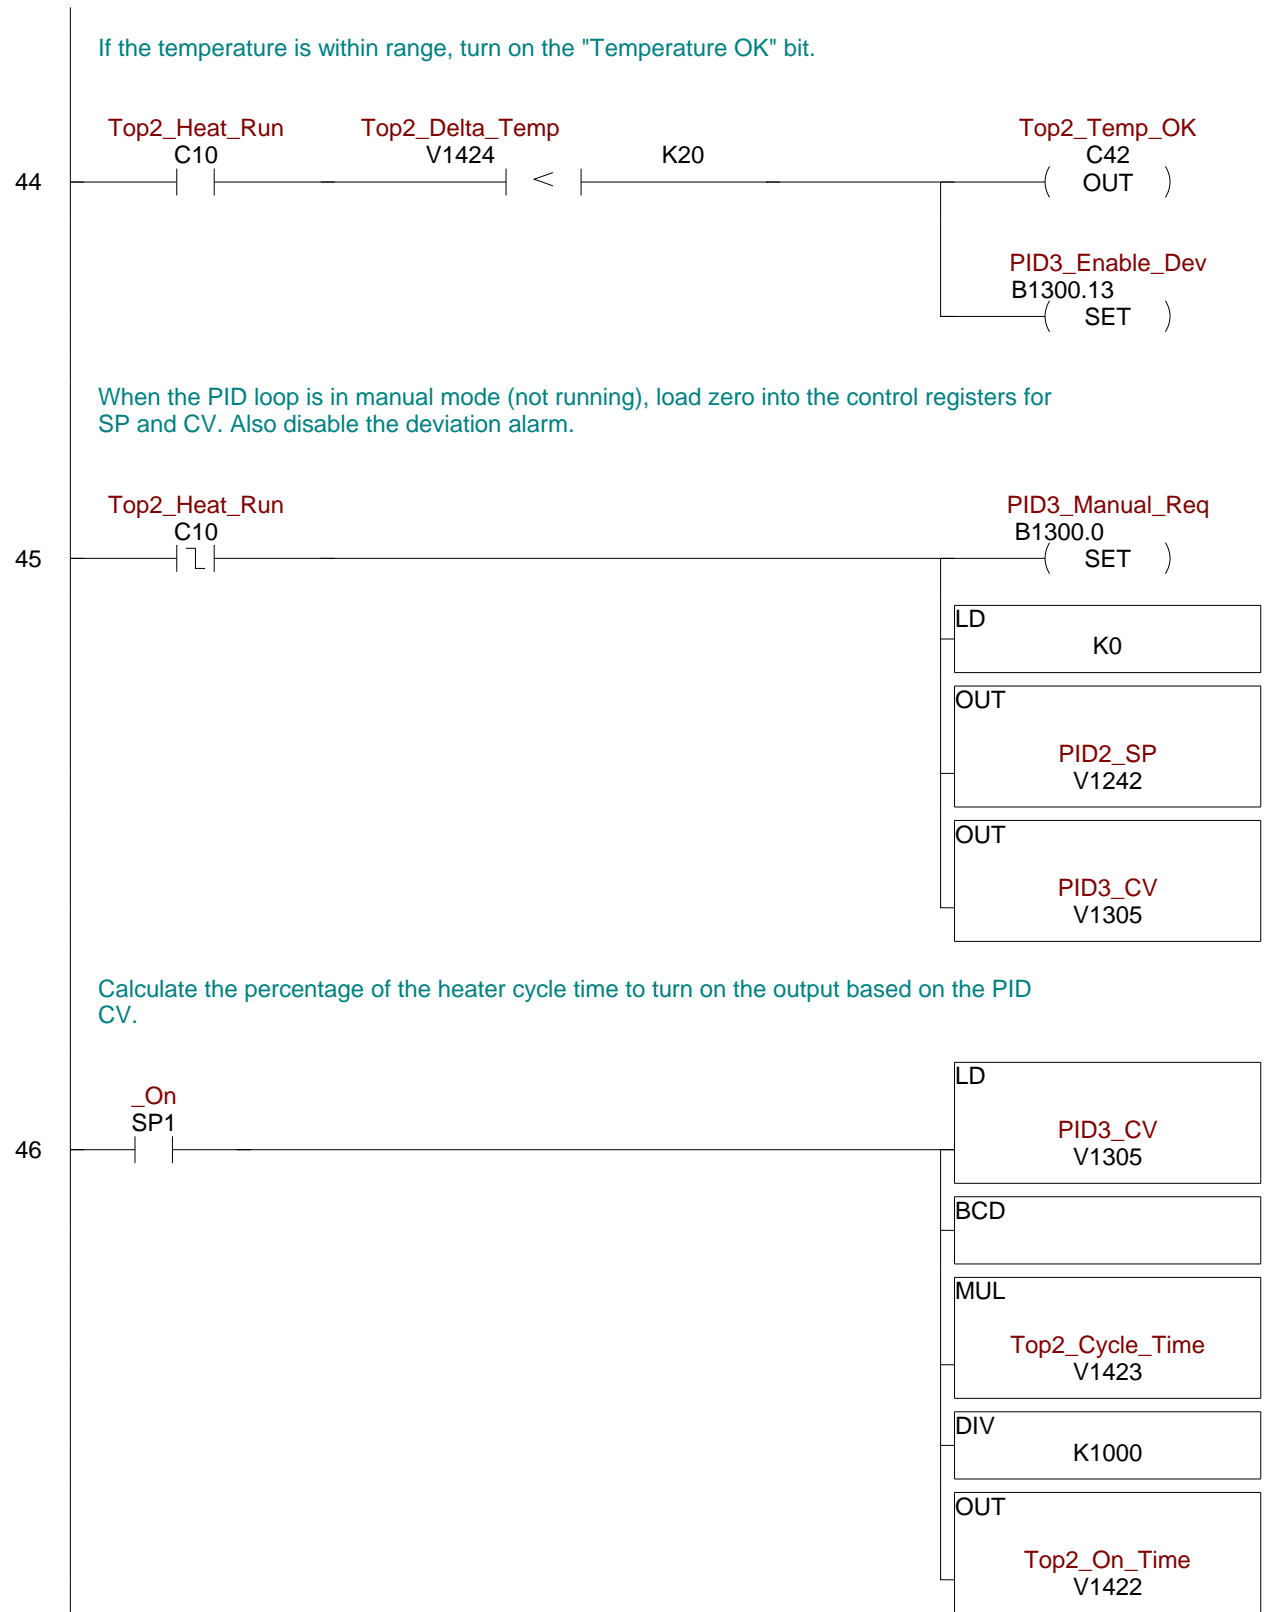 If the temperature is within range, turn on the "Temperature OK" bit.
Top2_Heat_Run Top2_Delta_Temp Top2_Temp_OK
C10 V1424 K20 C42
44 < OUT
PID3_Enable_Dev
B1300.13
SET
When the PID loop is in manual mode (not running), load zero into the control registers for
SP and CV. Also disable the deviation alarm.
Top2_Heat_Run PID3_Manual_Req
C10 B1300.0
45 SET
LD
K0
OUT
PID2_SP
V1242
OUT
PID3_CV
V1305
Calculate the percentage of the heater cycle time to turn on the output based on the PID
CV.
LD
_On
SP1 PID3_CV
46 V1305
BCD
MUL
Top2_Cycle_Time
V1423
DIV
K1000
OUT
Top2_On_Time
V1422